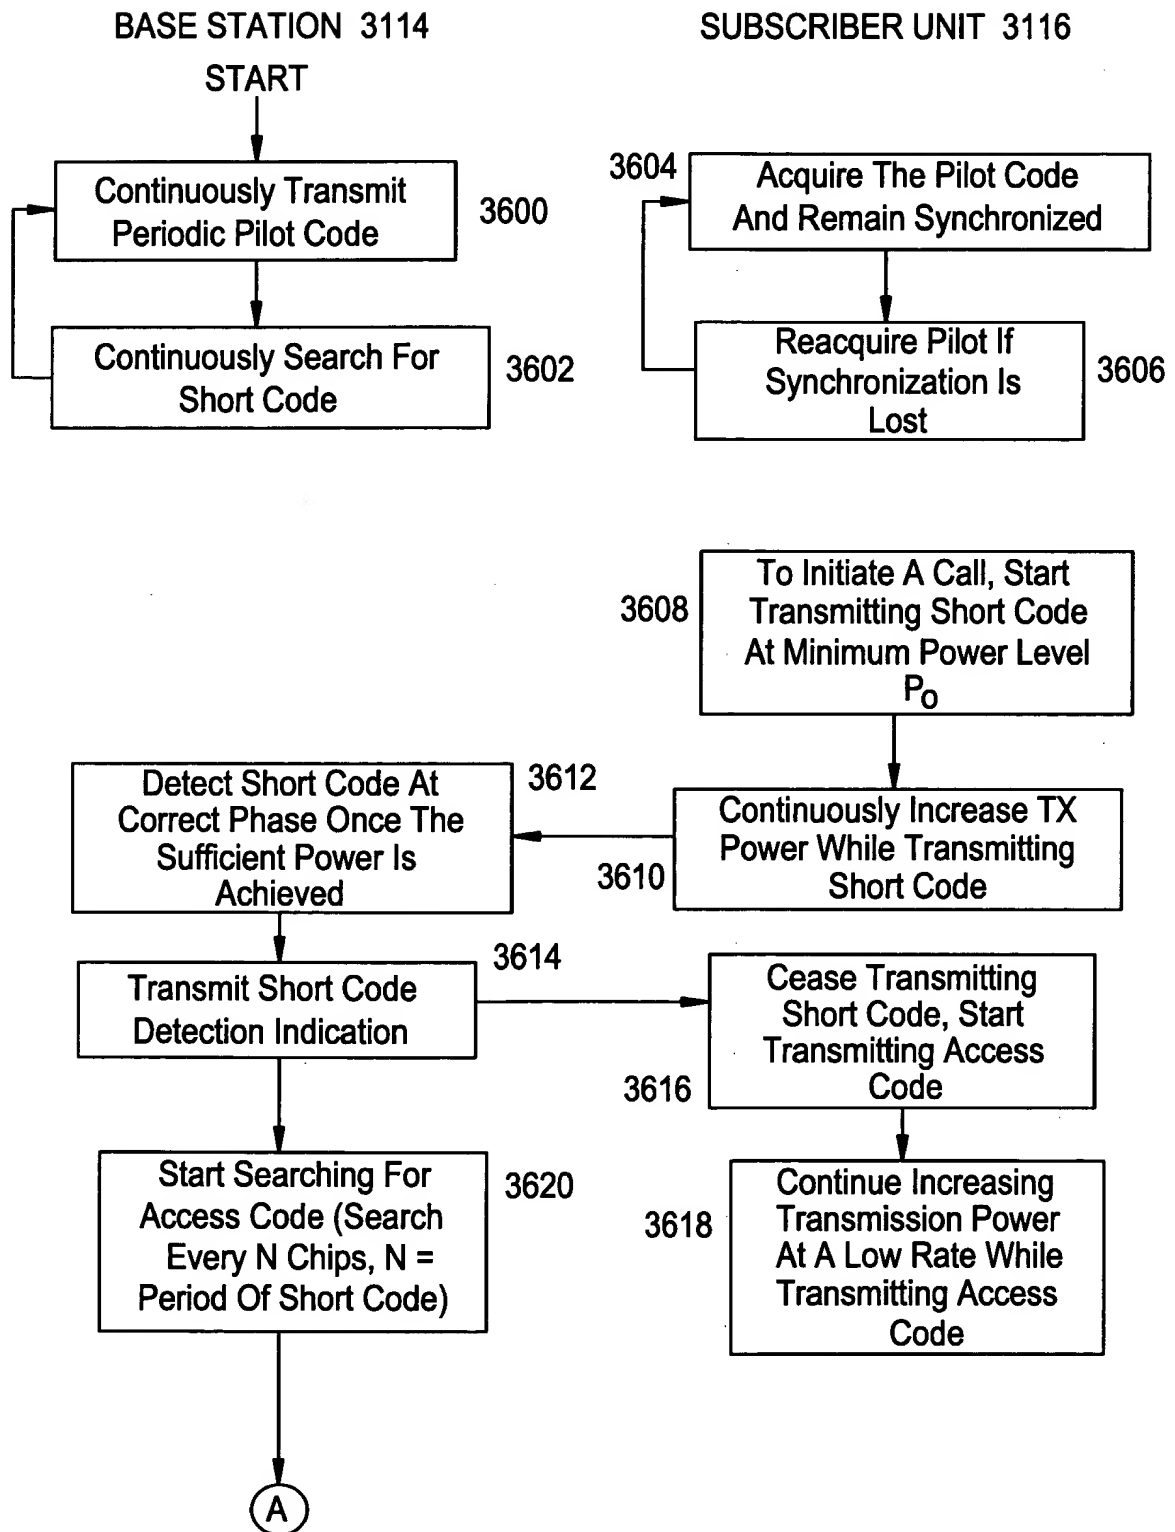 BASE STATION 3114
SUBSCRIBER UNIT 3116
START
Continuously Transmit
Periodic Pilot Code
3600
3604
Acquire The Pilot Code
And Remain Synchronized
Continuously Search For
Short Code
3602
Reacquire Pilot If
Synchronization Is
Lost
3606
3608
To Initiate A Call, Start
Transmitting Short Code
At Minimum Power Level
Po
Detect Short Code At
Correct Phase Once The
Sufficient Power Is
Achieved
3612
3610
Continuously Increase TX
Power While Transmitting
Short Code
Transmit Short Code
Detection Indication
3614
3616
Cease Transmitting
Short Code, Start
Transmitting Access
Code
Start Searching For
Access Code (Search
Every N Chips, N =
Period Of Short Code)
3620
3618
Continue Increasing
Transmission Power
At A Low Rate While
Transmitting Access
Code
A